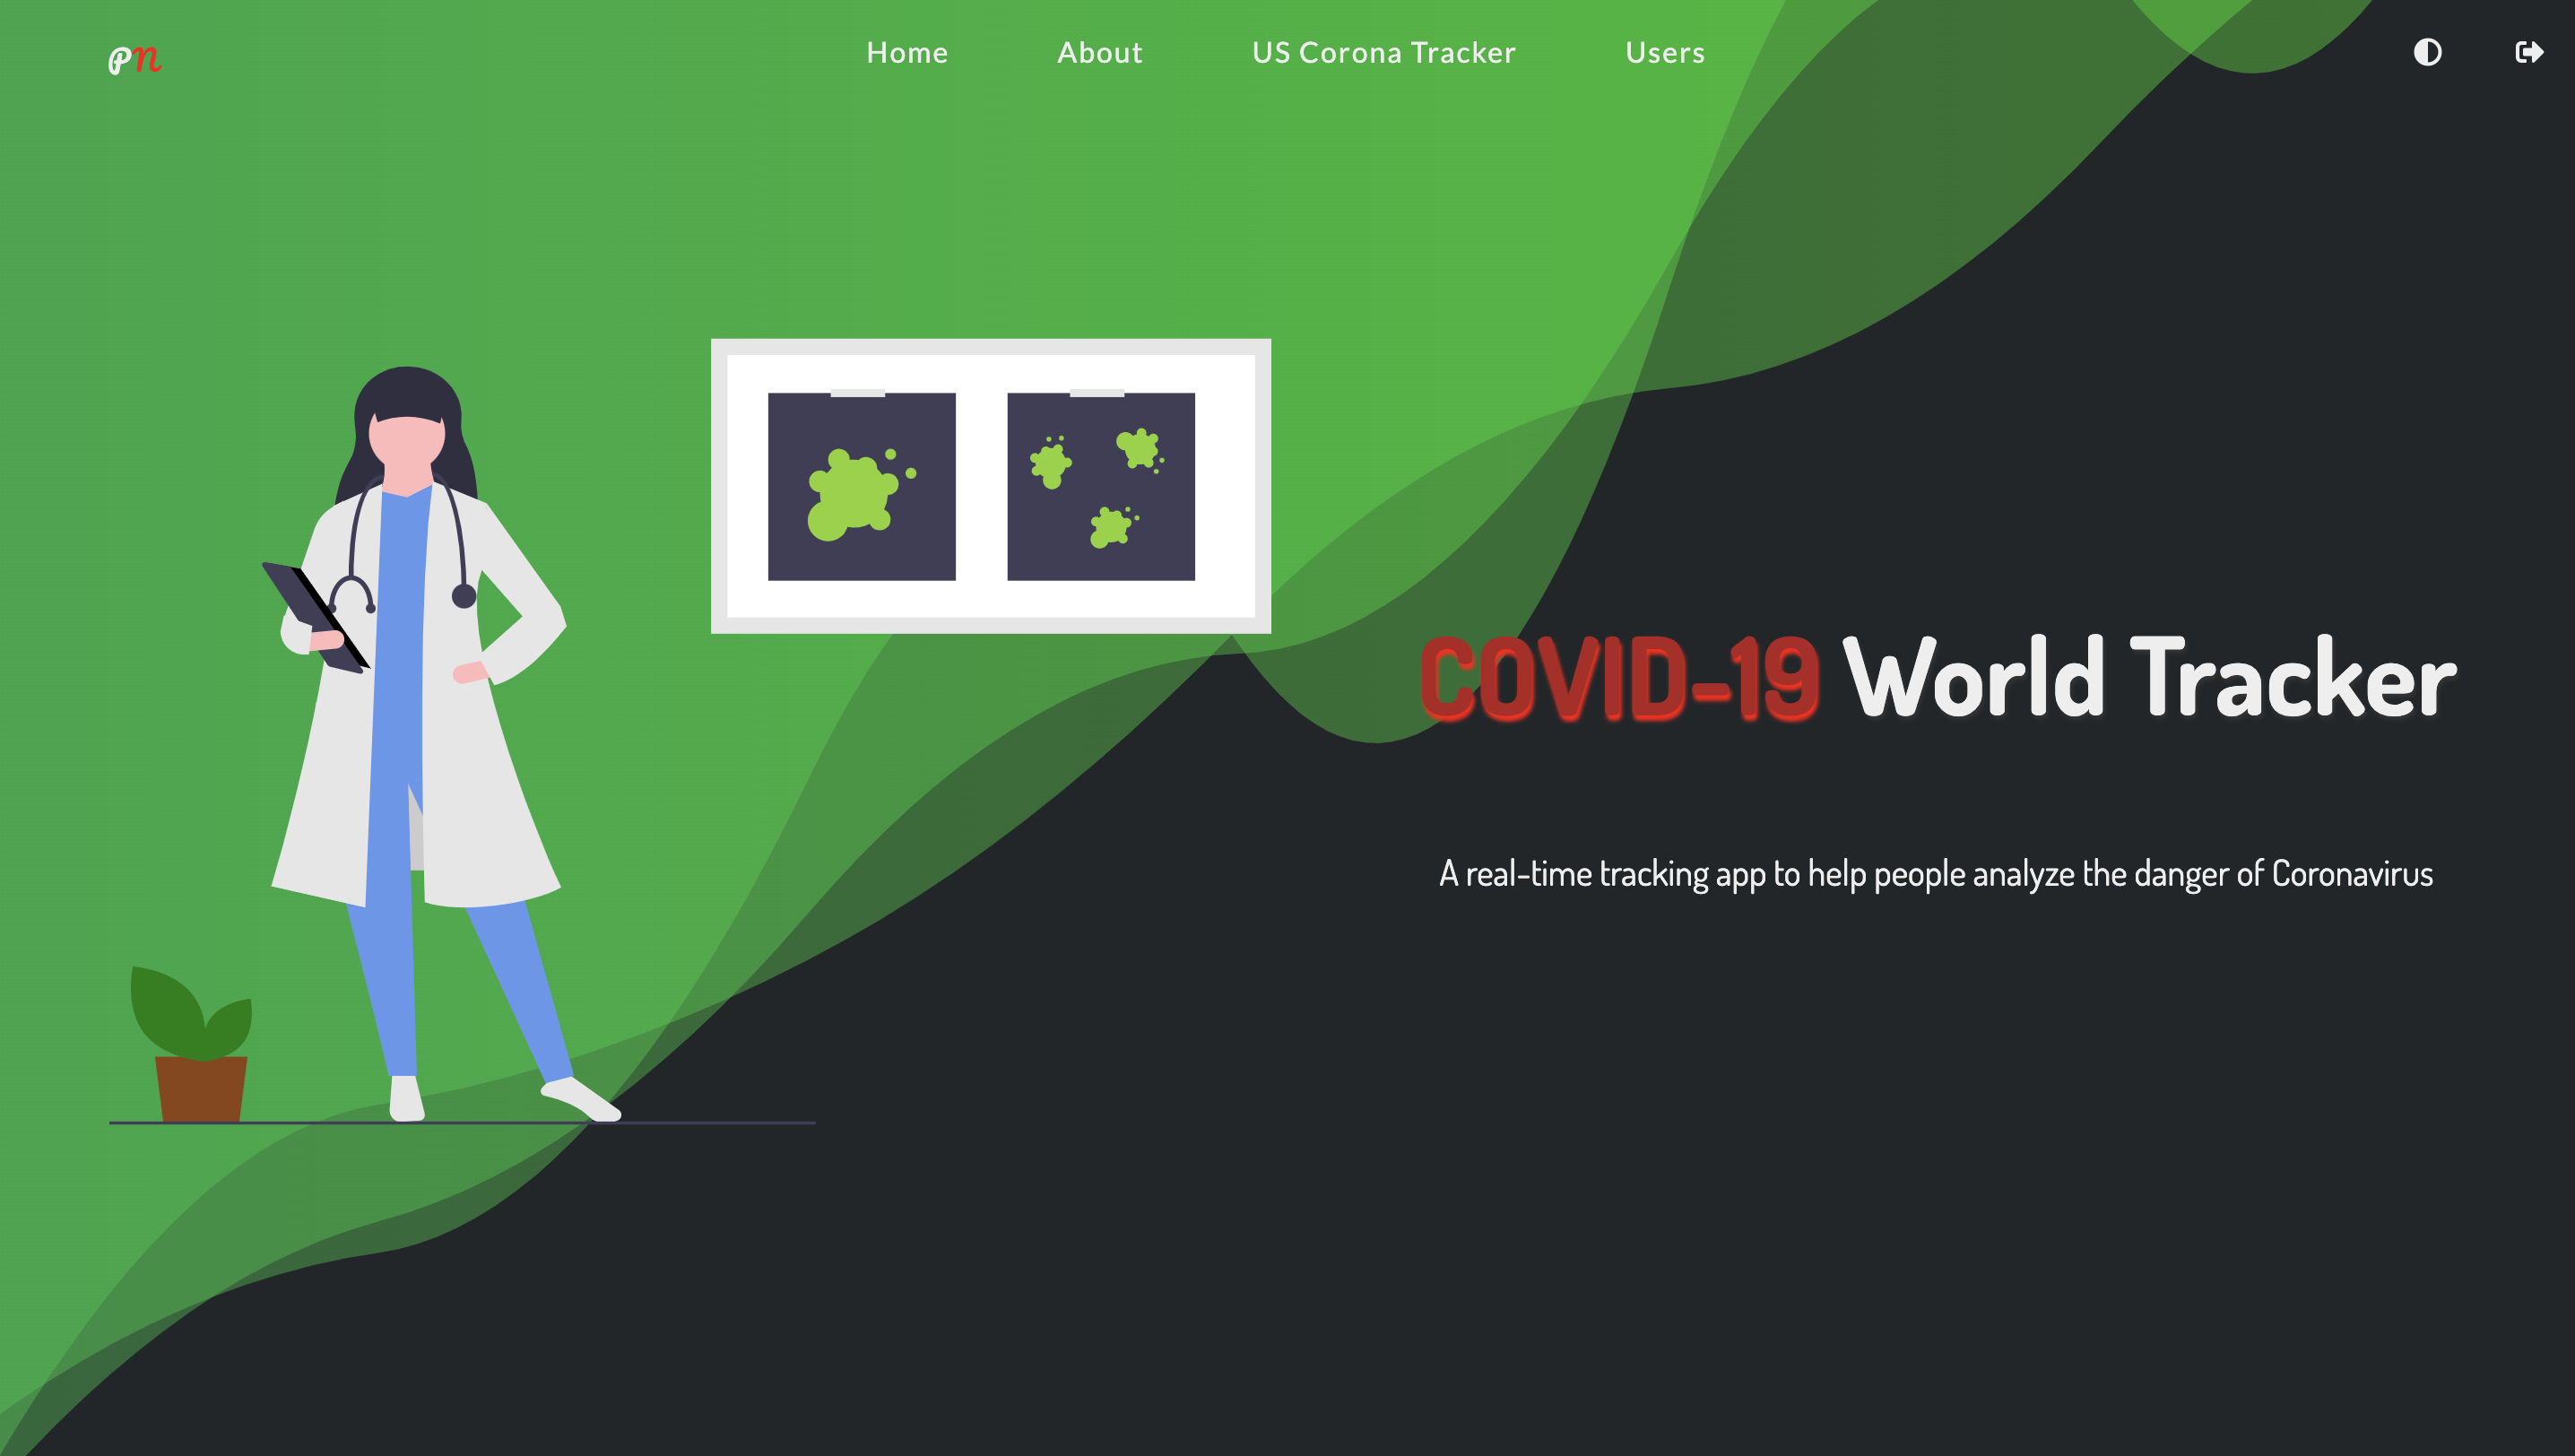 pn
Home About US Corona Tracker Users
COVID-19 World Tracker
A real-time tracking app to help people analyze the danger of Coronavirus